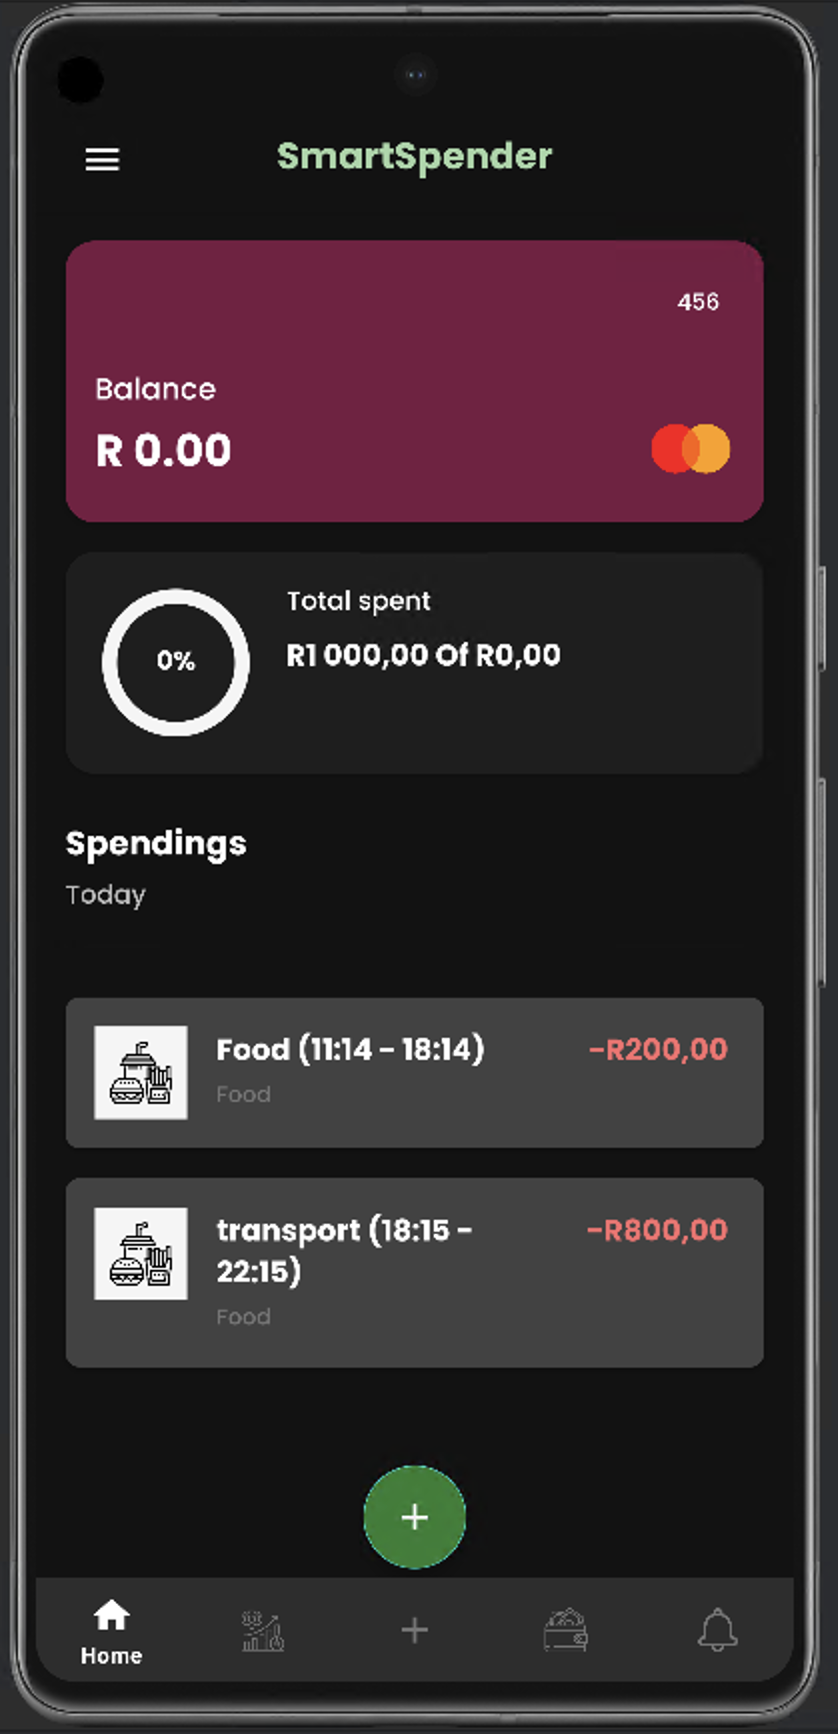 SmartSpender
456
Balance
R 0.00
Total spent
0%
R1 000,00 Of R0,00
Spendings
Today
Food (11:14 - 18:14)
-R200,00
Food
transport (18:15 -
22:15)
-R800,00
Food
+
+
Home